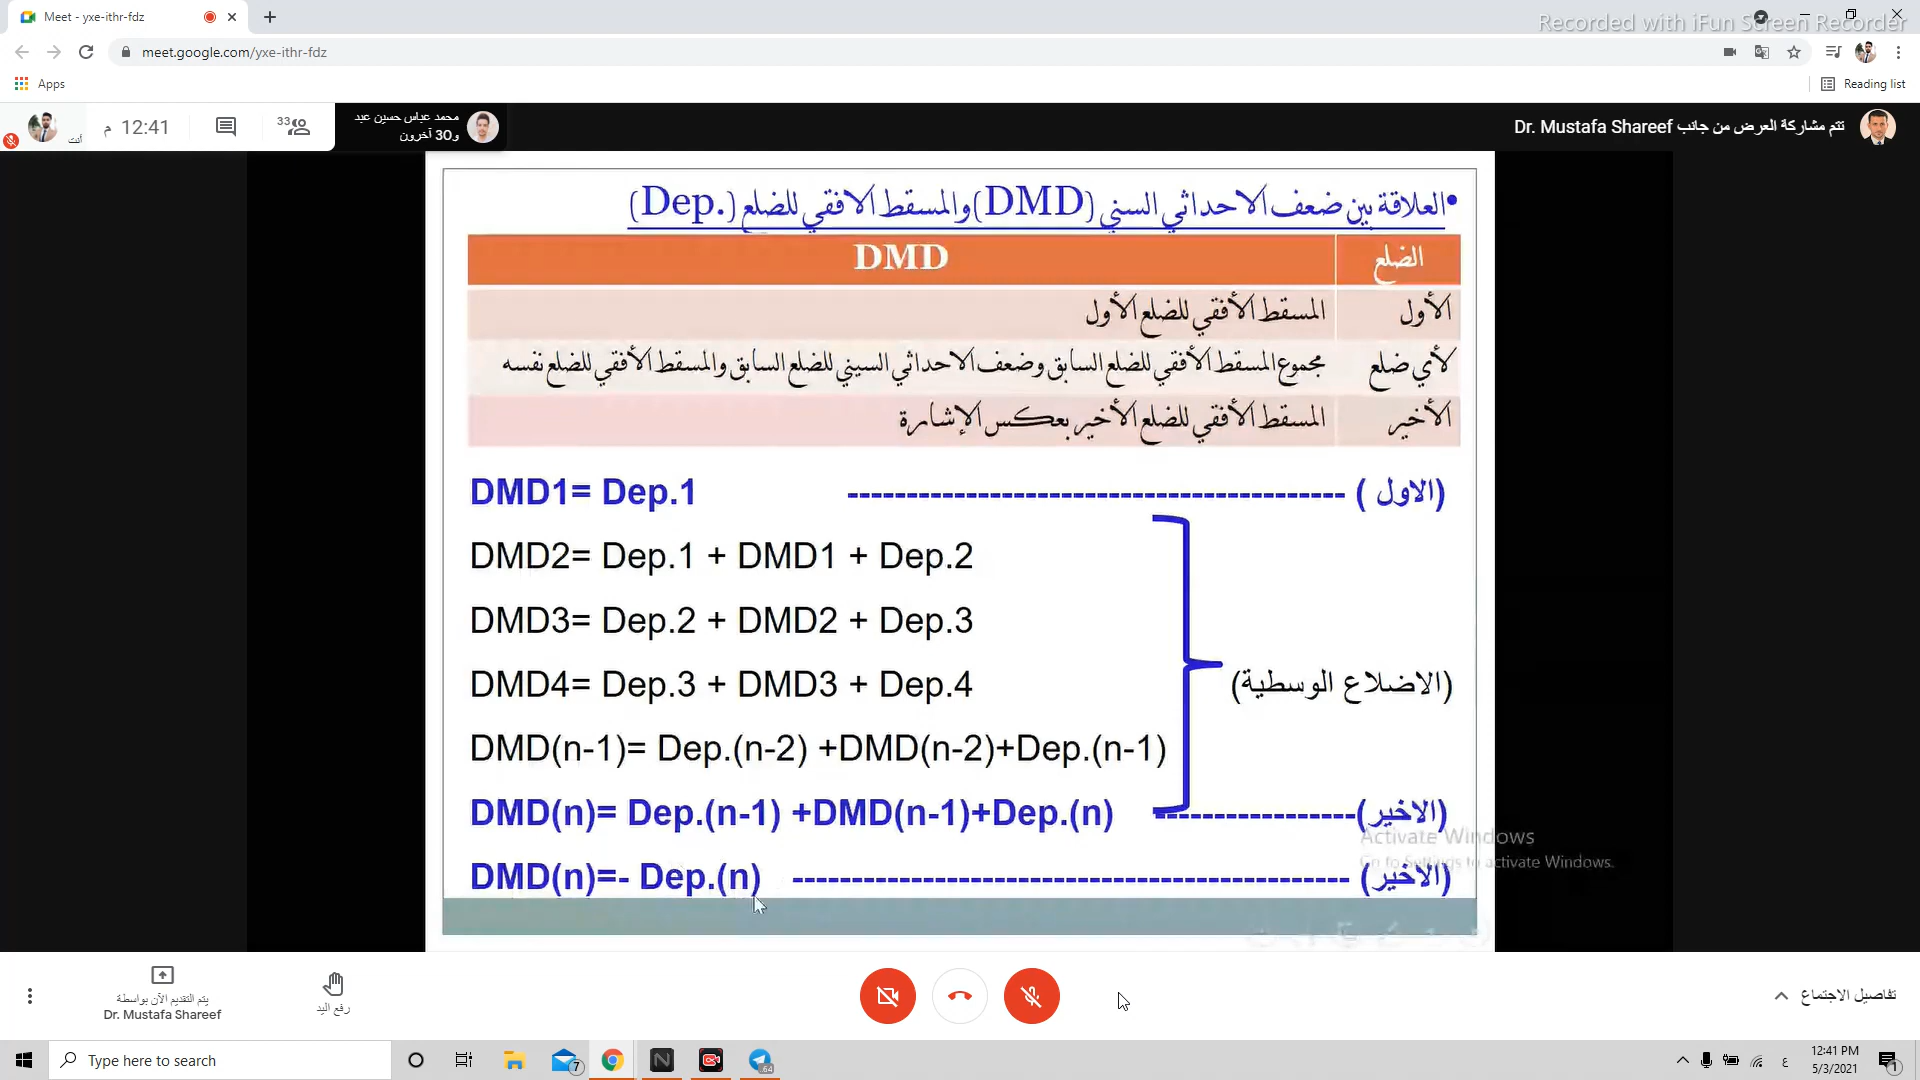 Meet - yxe-ithr-fdz
Recorded with iFun Screen Recorder
meet.google.com/yxe-ithr-fdz
Apps
Reading list
أنت
12:41 م
33
محمد عباس حسين عبد
و30 آخرون
تتم مشاركة العرض من جانب Dr. Mustafa Shareef
•العلاقة بين ضعف الاحداثي السني (DMD) والمسقط الافقي للضلع (Dep.)
الضلع DMD
الأول المسقط الأفقي للضلع الأول
لأي ضلع مجموع المسقط الأفقي للضلع السابق وضعف الاحداثي السيني للضلع السابق والمسقط الأفقي للضلع نفسه
الأخير المسقط الأفقي للضلع الأخير بعكس الإشارة
DMD1= Dep.1 ---------------------------------------- (الاول )
DMD2= Dep.1 + DMD1 + Dep.2
DMD3= Dep.2 + DMD2 + Dep.3
DMD4= Dep.3 + DMD3 + Dep.4
(الاضلاع الوسطية)
DMD(n-1)= Dep.(n-2) +DMD(n-2)+Dep.(n-1)
DMD(n)= Dep.(n-1) +DMD(n-1)+Dep.(n) -----------------(الاخير)
Activate Windows
Go to Settings to activate Windows.
DMD(n)=- Dep.(n) --------------------------------------------- (الاخير)
يتم التقديم الآن بواسطة
Dr. Mustafa Shareef
رفع اليد
تفاصيل الاجتماع
Type here to search
7
N
64
ع
12:41 PM
5/3/2021
1